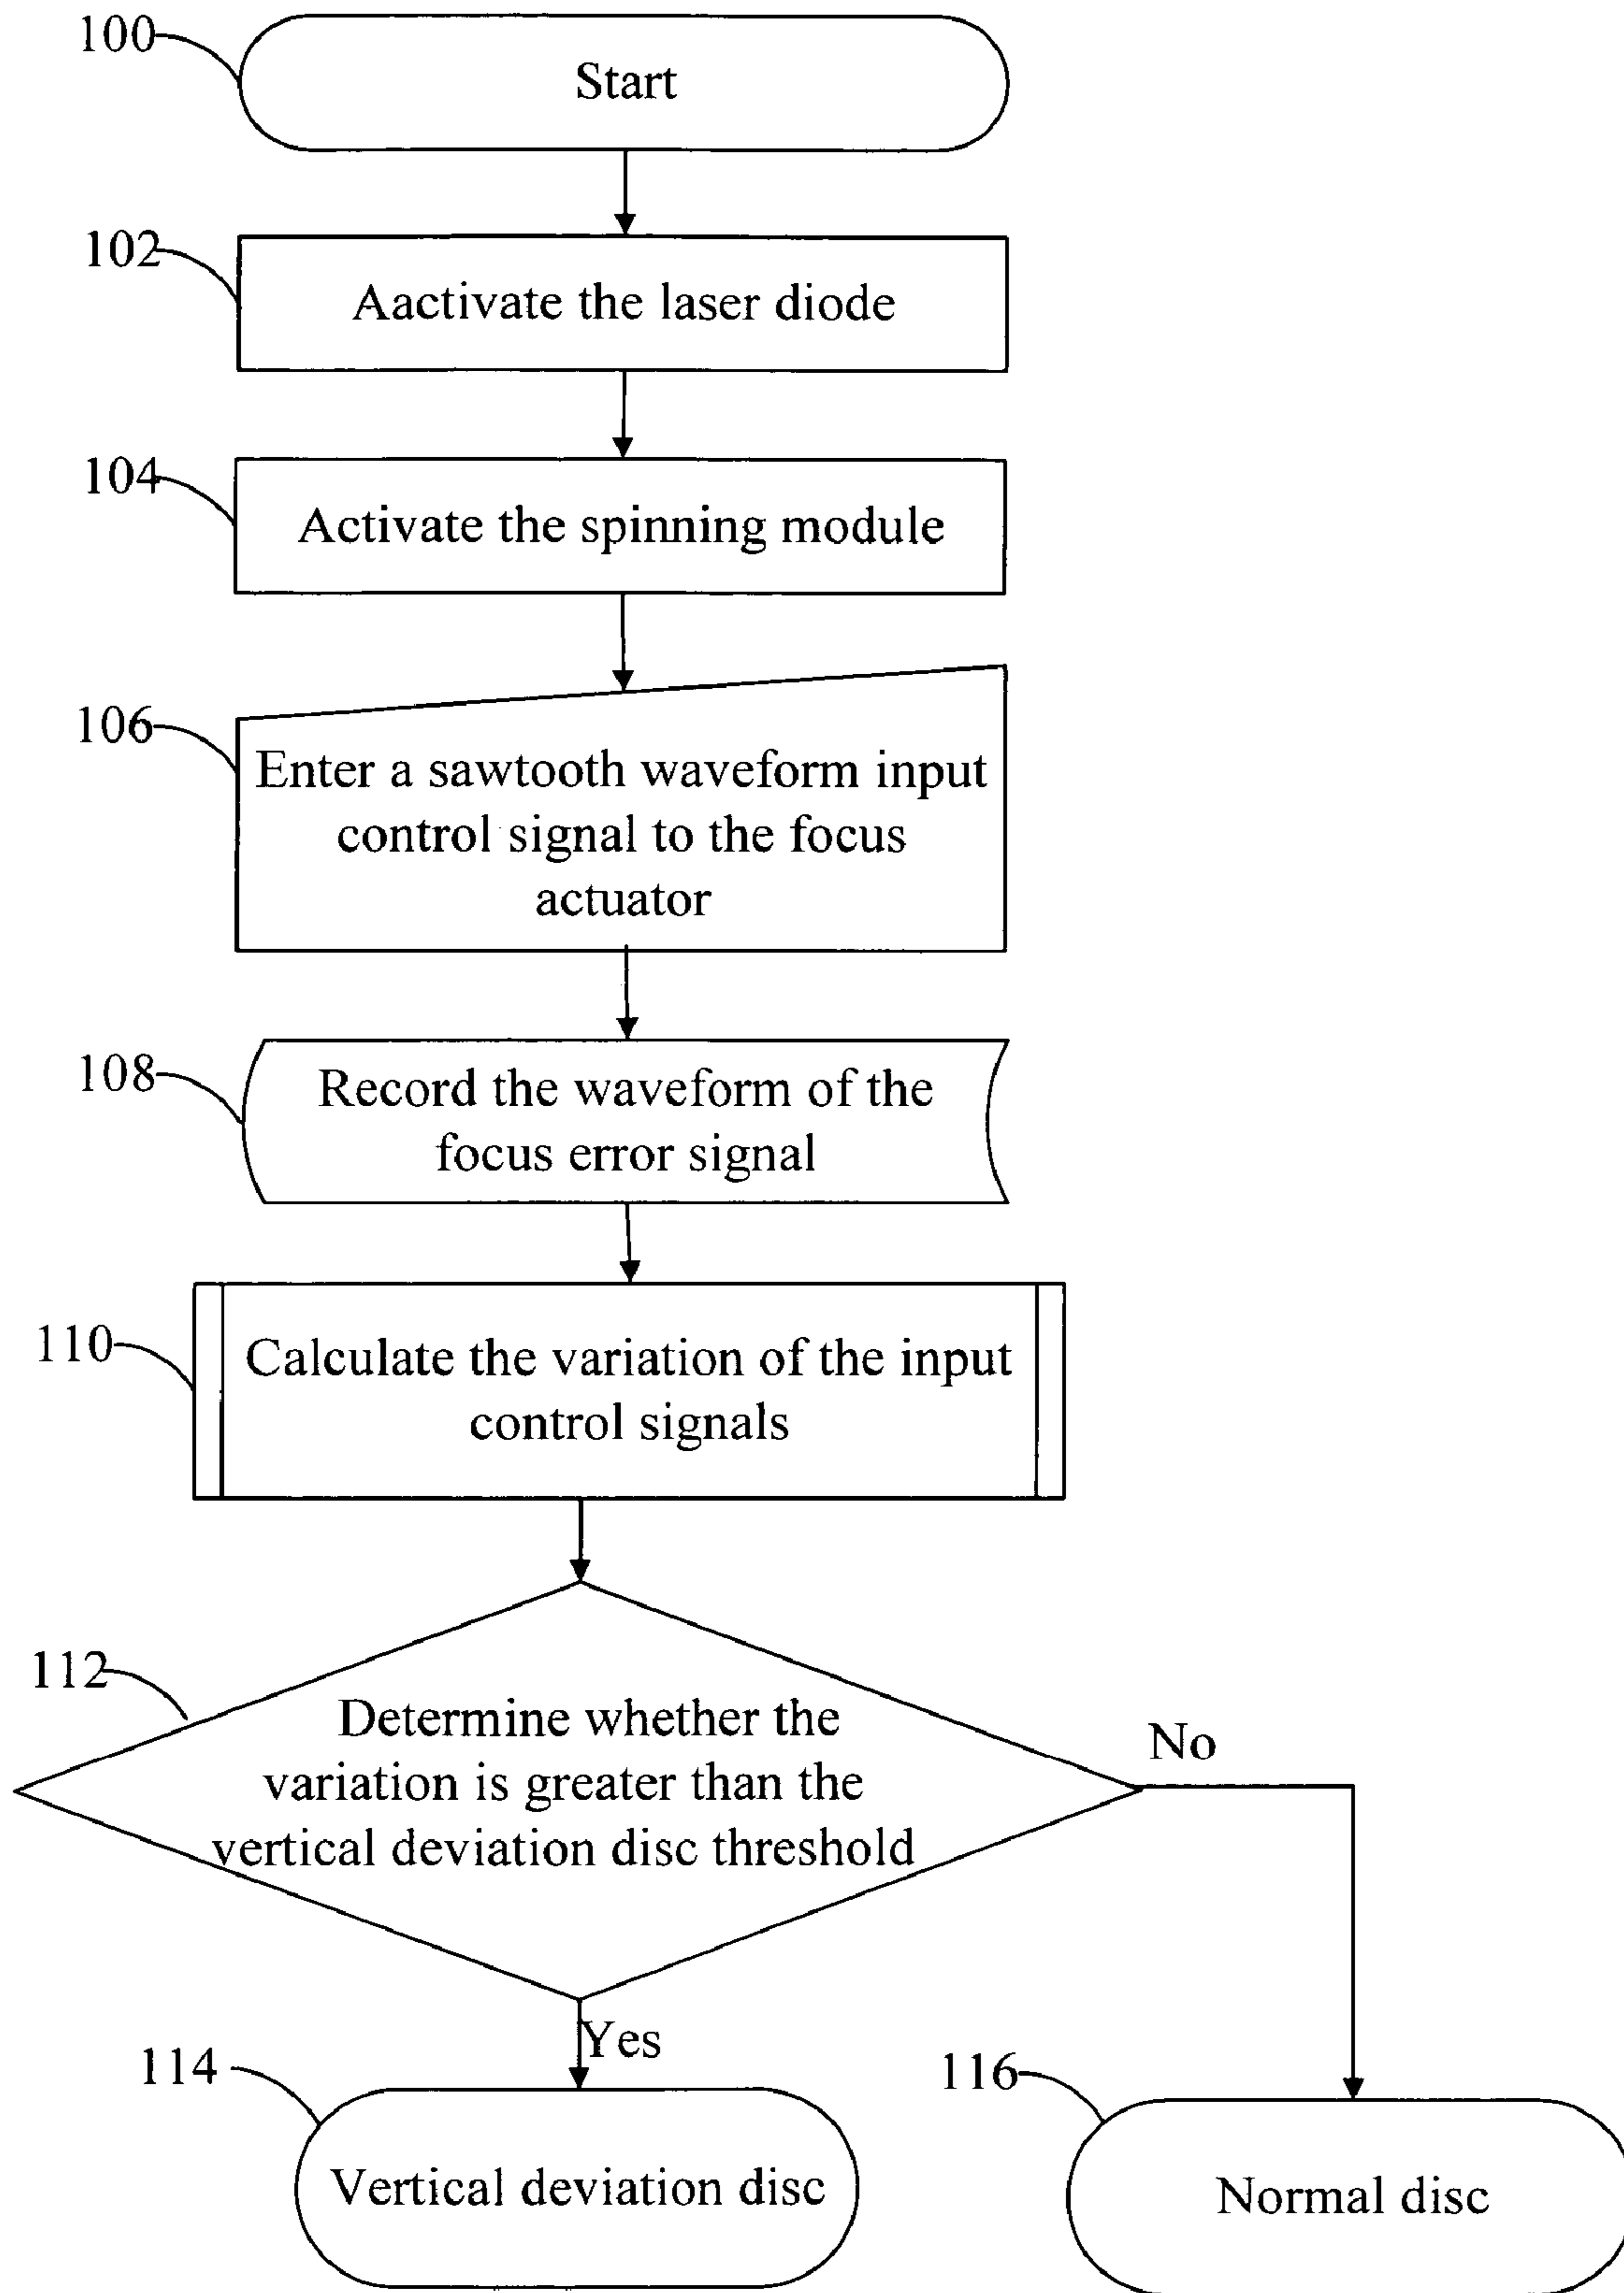 100
Start
102
Aactivate the laser diode
104
Activate the spinning module
106
Enter a sawtooth waveform input
control signal to the focus
actuator
108
Record the waveform of the
focus error signal
110
Calculate the variation of the input
control signals
112
Determine whether the
variation is greater than the
vertical deviation disc threshold
No
Yes
114
Vertical deviation disc
116
Normal disc